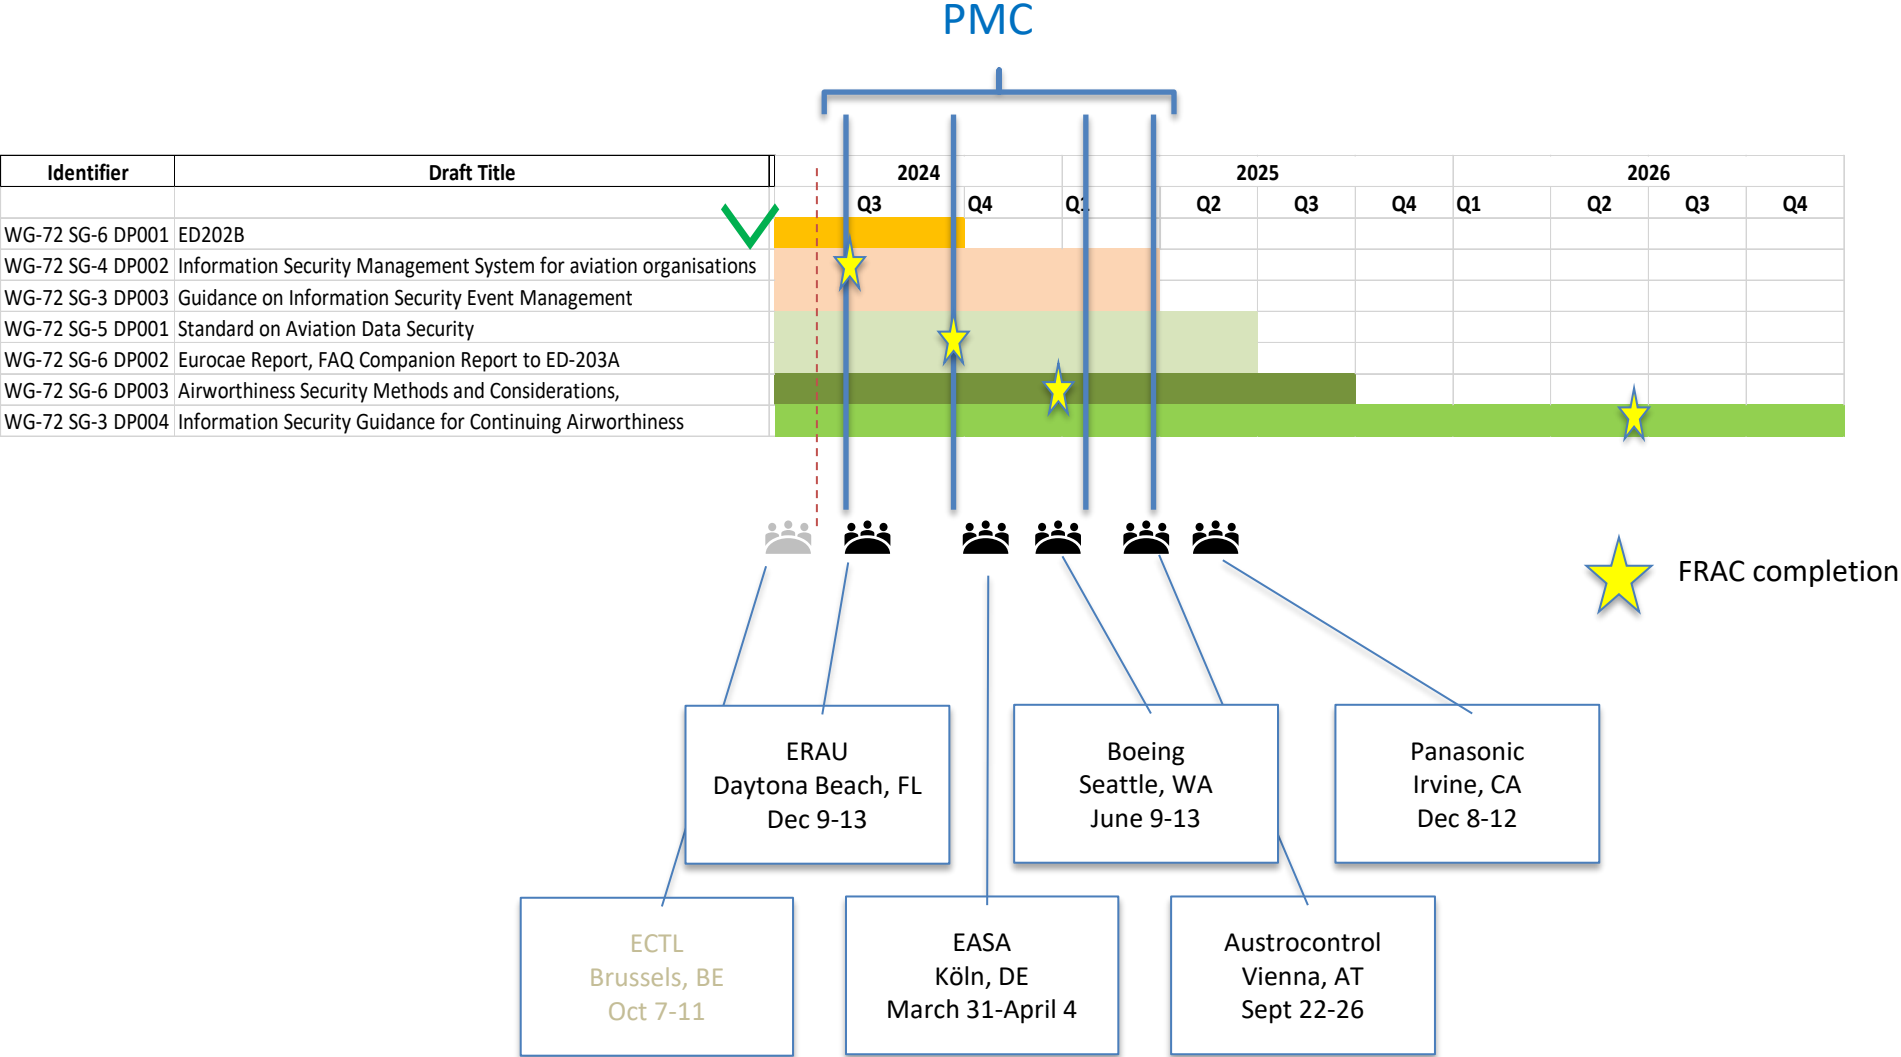 PMC
Identifier Draft Title 2024 2025 2026
Q3 Q4 Q1 Q2 Q3 Q4 Q1 Q2 Q3 Q4
WG-72 SG-6 DP001 ED202B
WG-72 SG-4 DP002 Information Security Management System for aviation organisations
WG-72 SG-3 DP003 Guidance on Information Security Event Management
WG-72 SG-5 DP001 Standard on Aviation Data Security
WG-72 SG-6 DP002 Eurocae Report, FAQ Companion Report to ED-203A
WG-72 SG-6 DP003 Airworthiness Security Methods and Considerations,
WG-72 SG-3 DP004 Information Security Guidance for Continuing Airworthiness
FRAC completion
ERAU
Daytona Beach, FL
Dec 9-13
Boeing
Seattle, WA
June 9-13
Panasonic
Irvine, CA
Dec 8-12
ECTL
Brussels, BE
Oct 7-11
EASA
Köln, DE
March 31-April 4
Austrocontrol
Vienna, AT
Sept 22-26